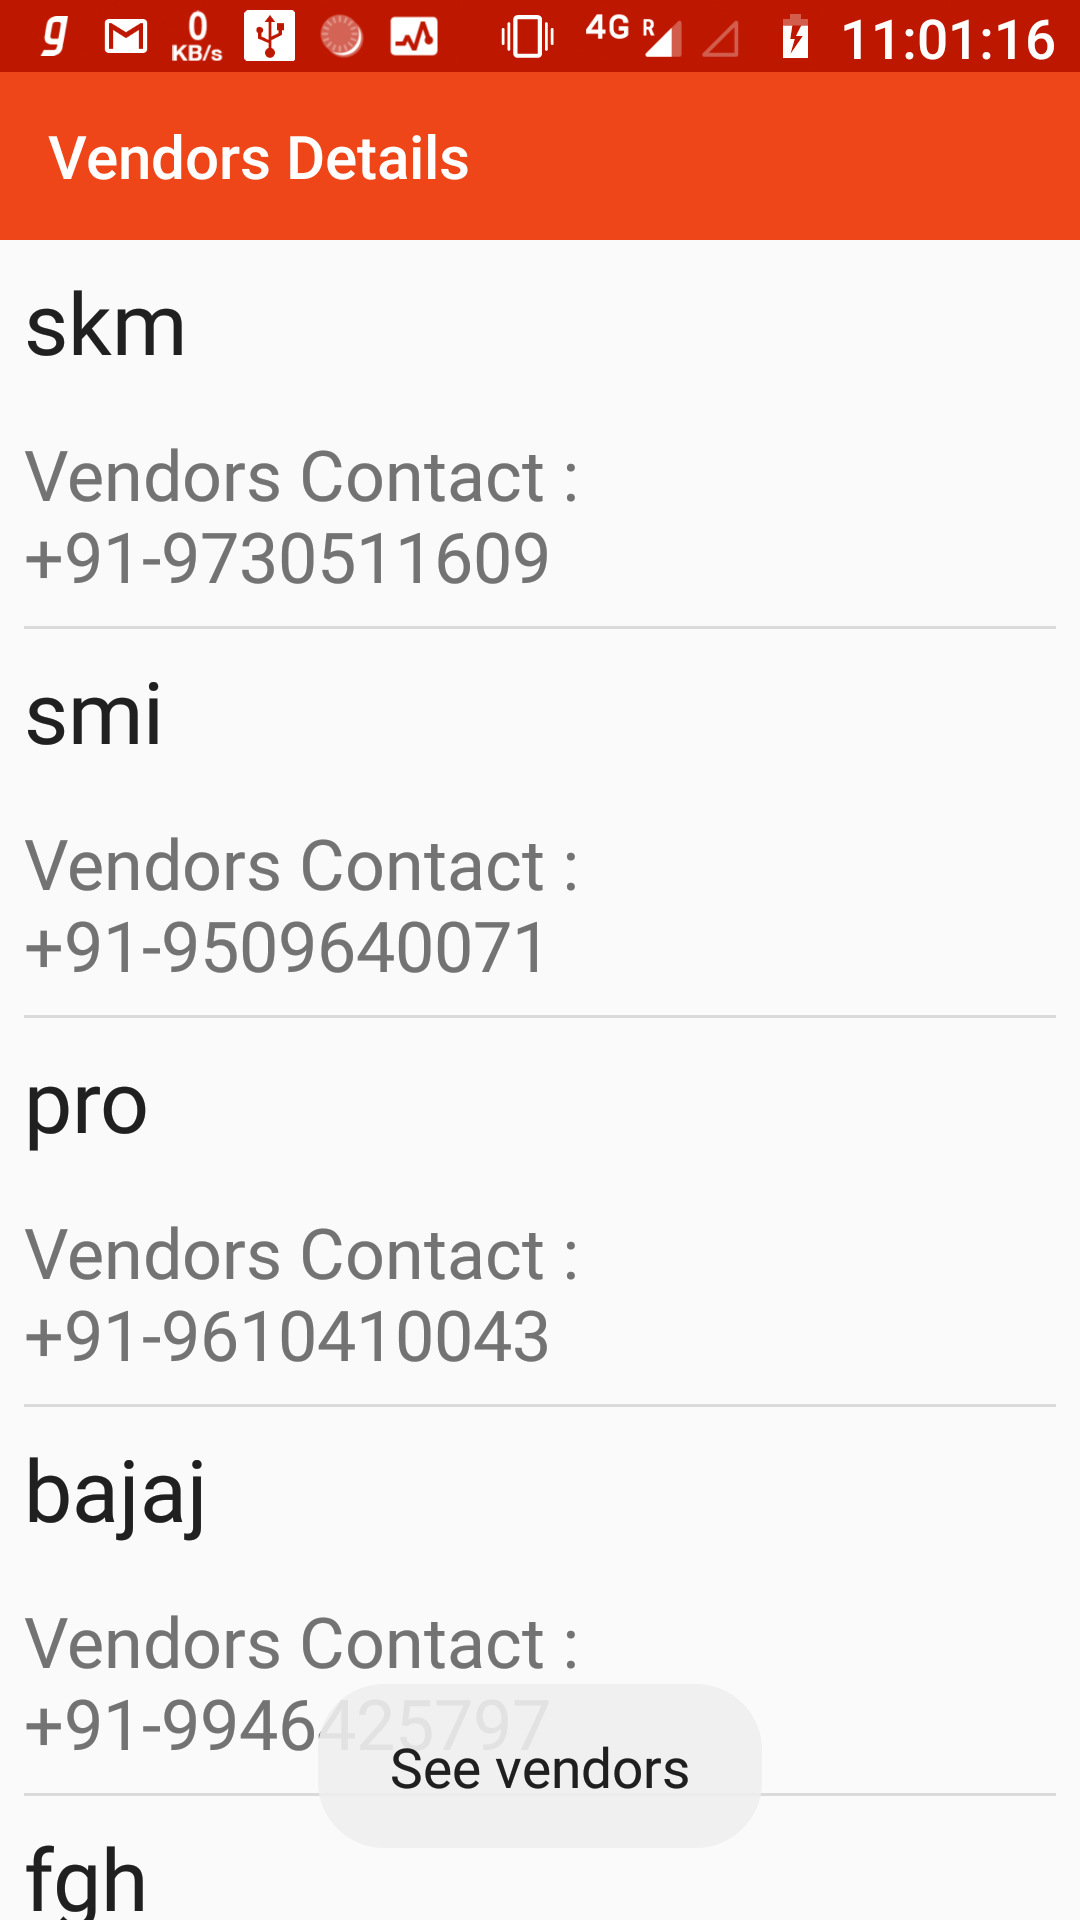 g 0 KB/s 4G R 11:01:16
Vendors Details
skm
Vendors Contact :
+91-9730511609
smi
Vendors Contact :
+91-9509640071
pro
Vendors Contact :
+91-9610410043
bajaj
Vendors Contact :
+91-9946425797
See vendors
fgh